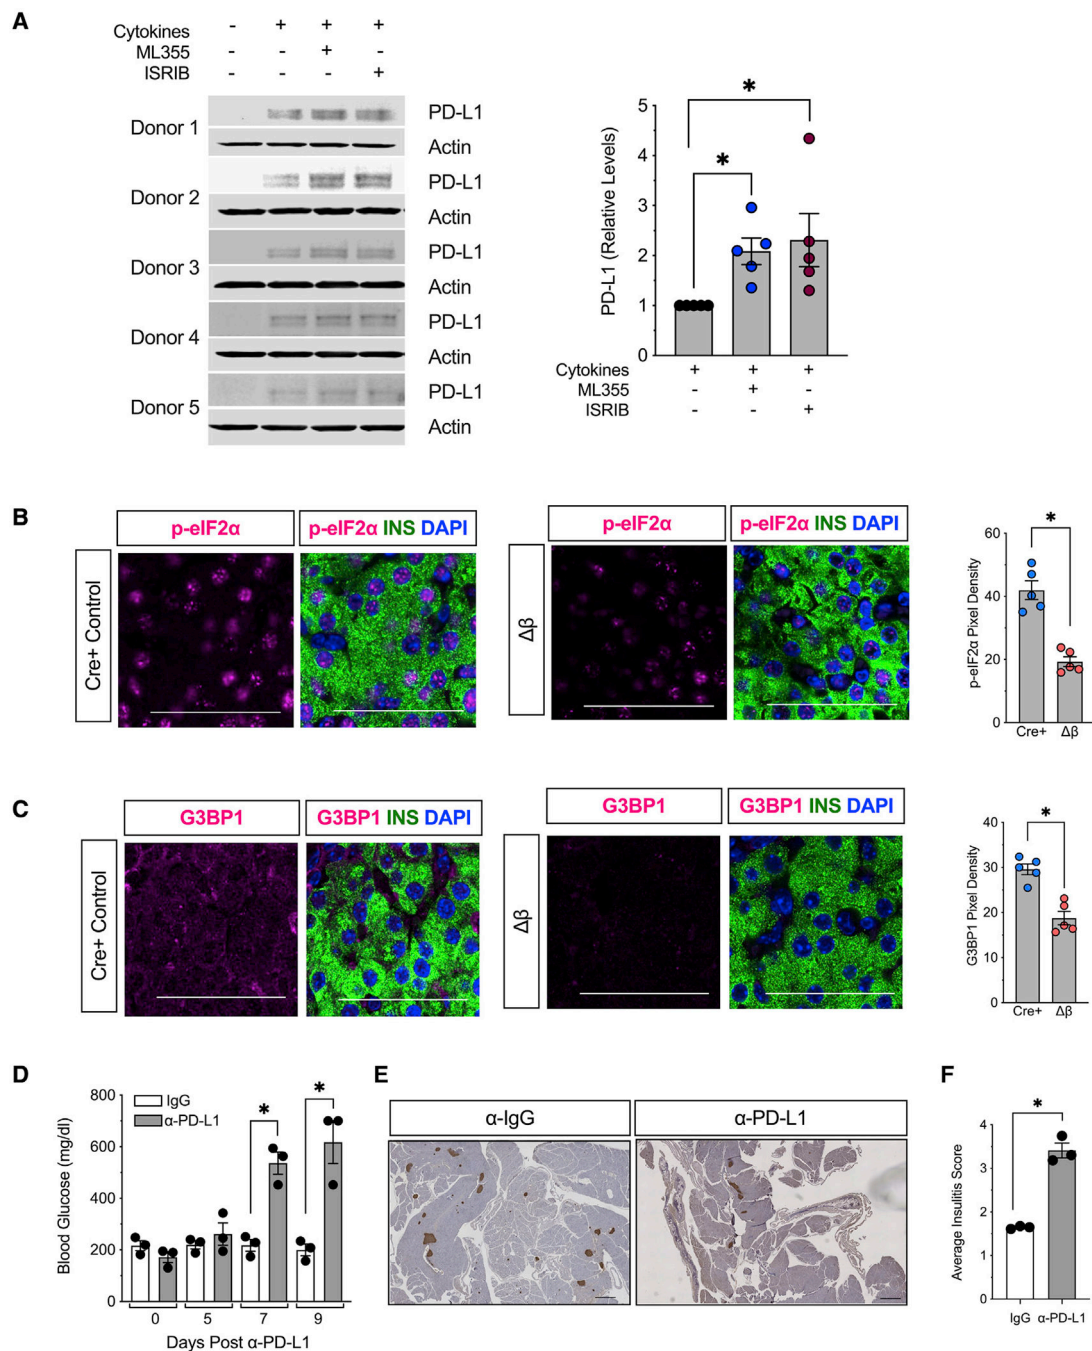 A
Cytokines - + + +
ML355 - - + -
ISRIB - - - +
Donor 1
PD-L1
Actin
Donor 2
PD-L1
Actin
Donor 3
PD-L1
Actin
Donor 4
PD-L1
Actin
Donor 5
PD-L1
Actin
PD-L1 (Relative Levels)
5
4
3
2
1
0
*
*
Cytokines + + +
ML355 - + -
ISRIB - - +
B
Cre+ Control
p-eIF2α
p-eIF2α INS DAPI
Δβ
p-eIF2α
p-eIF2α INS DAPI
p-eIF2α Pixel Density
60
40
20
0
*
Cre+ Δβ
C
Cre+ Control
G3BP1
G3BP1 INS DAPI
Δβ
G3BP1
G3BP1 INS DAPI
G3BP1 Pixel Density
40
30
20
10
0
*
Cre+ Δβ
D
Blood Glucose (mg/dl)
800
600
400
200
0
IgG
α-PD-L1
*
*
0 5 7 9
Days Post α-PD-L1
E
α-IgG
α-PD-L1
F
Average Insulitis Score
4
3
2
1
0
*
IgG α-PD-L1